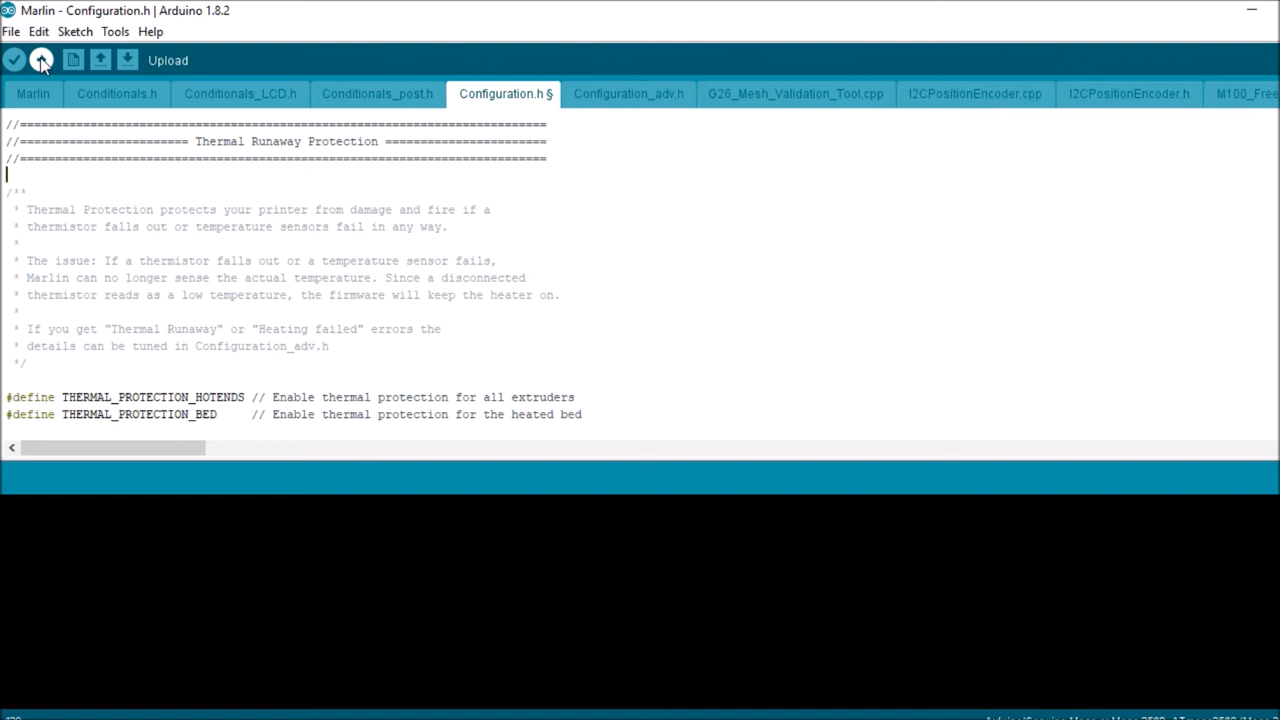 Marlin - Configuration.h | Arduino 1.8.2
File Edit Sketch Tools Help
Upload
Marlin Conditionals.h Conditionals_LCD.h Conditionals_post.h Configuration.h § Configuration_adv.h G26_Mesh_Validation_Tool.cpp I2CPositionEncoder.cpp I2CPositionEncoder.h M100_Free
//===========================================================================
//======================== Thermal Runaway Protection =======================
//===========================================================================
/**
* Thermal Protection protects your printer from damage and fire if a
* thermistor falls out or temperature sensors fail in any way.
*
* The issue: If a thermistor falls out or a temperature sensor fails,
* Marlin can no longer sense the actual temperature. Since a disconnected
* thermistor reads as a low temperature, the firmware will keep the heater on.
*
* If you get "Thermal Runaway" or "Heating failed" errors the
* details can be tuned in Configuration_adv.h
*/
#define THERMAL_PROTECTION_HOTENDS // Enable thermal protection for all extruders
#define THERMAL_PROTECTION_BED // Enable thermal protection for the heated bed